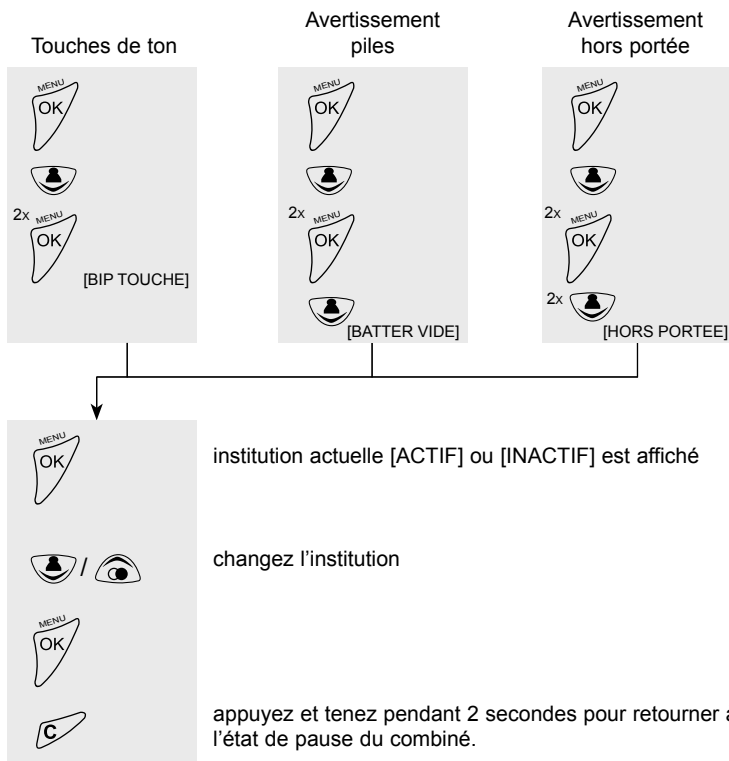 Touches de ton
Avertissement
piles
Avertissement
hors portée
MENU
OK
2x MENU
OK
[BIP TOUCHE]
MENU
OK
2x MENU
OK
[BATTER VIDE]
MENU
OK
2x MENU
OK
2x
[HORS PORTEE]
MENU
OK
institution actuelle [ACTIF] ou [INACTIF] est affiché
/
changez l’institution
MENU
OK
C
appuyez et tenez pendant 2 secondes pour retourner à
l’état de pause du combiné.